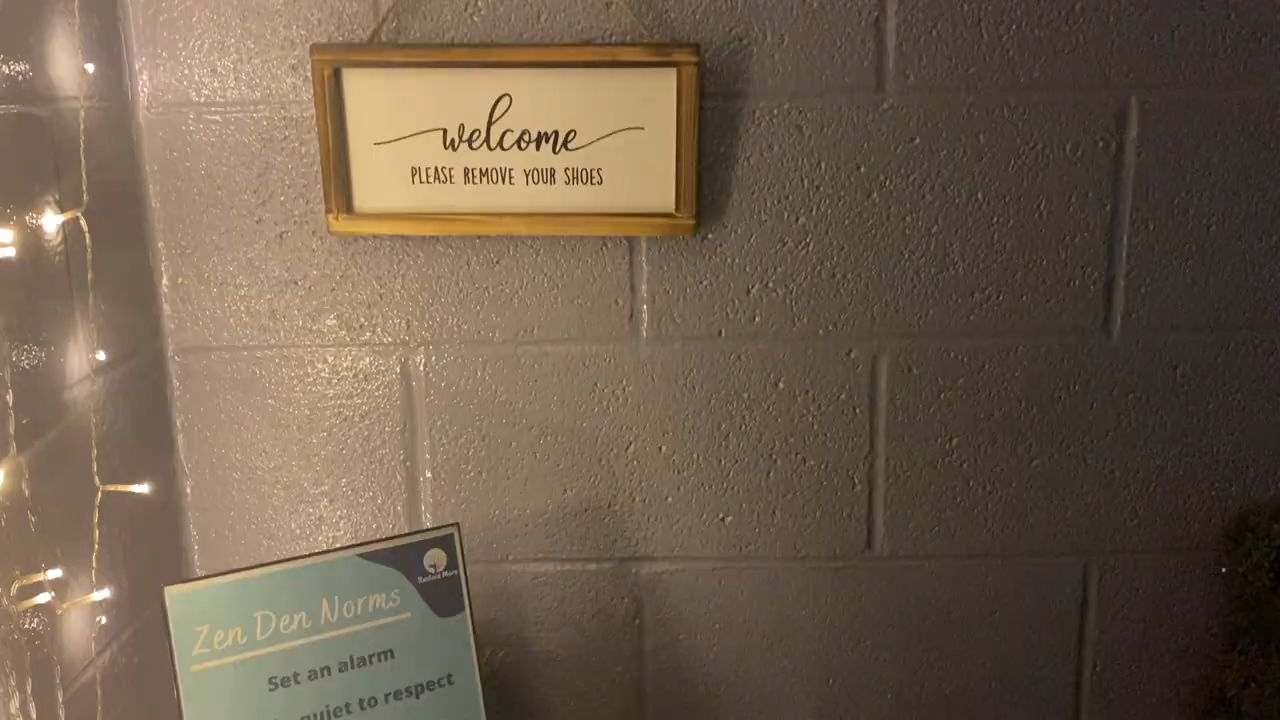 welcome
PLEASE REMOVE YOUR SHOES
Zen Den Norms
Set an alarm
quiet to respect